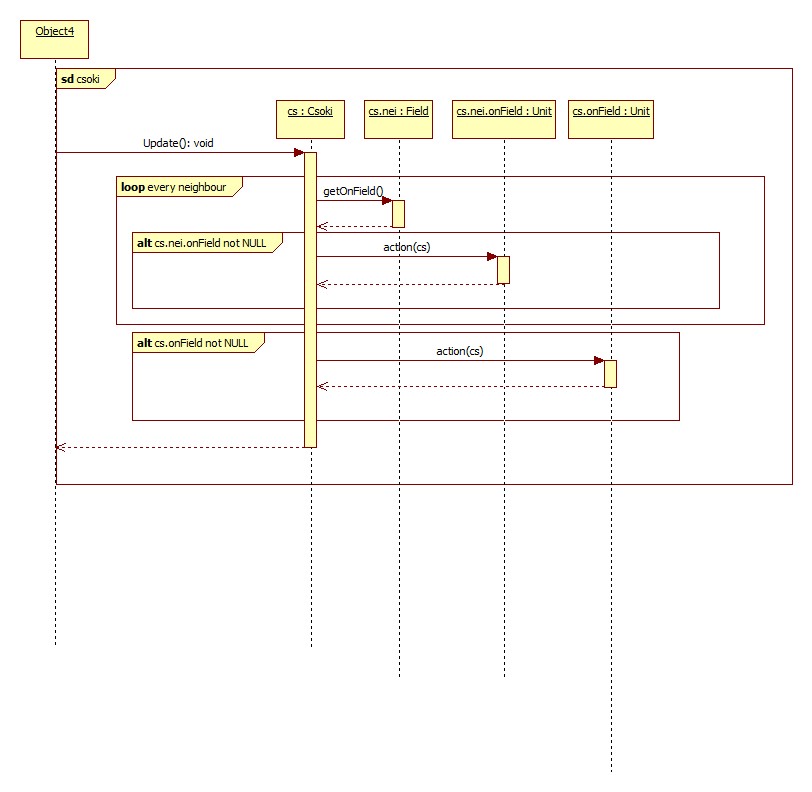 Object4
sd csoki
cs : Csoki
cs.nei : Field
cs.nei.onField : Unit
cs.onField : Unit
Update(): void
loop every neighbour
getOnField()
alt cs.nei.onField not NULL
action(cs)
alt cs.onField not NULL
action(cs)